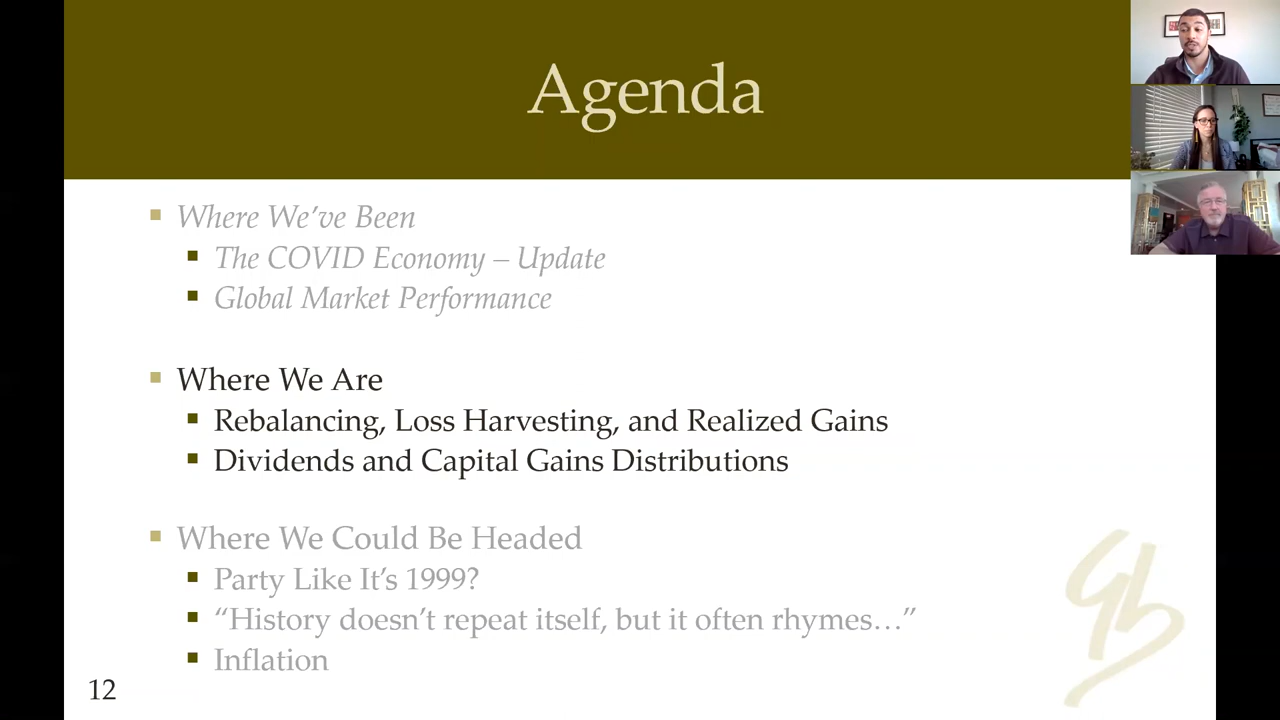 Agenda
Where We've Been
The COVID Economy – Update
Global Market Performance
Where We Are
Rebalancing, Loss Harvesting, and Realized Gains
Dividends and Capital Gains Distributions
Where We Could Be Headed
Party Like It's 1999?
“History doesn't repeat itself, but it often rhymes…”
Inflation
12